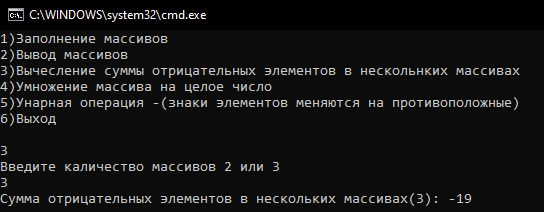 C:\WINDOWS\system32\cmd.exe
1)Заполнение массивов
2)Вывод массивов
3)Вычесление суммы отрицательных элементов в несколькнких массивах
4)Умножение массива на целое число
5)Унарная операция -(знаки элементов меняются на противоположные)
6)Выход
3
Введите каличество массивов 2 или 3
3
Сумма отрицательных элементов в нескольких массивах(3): -19